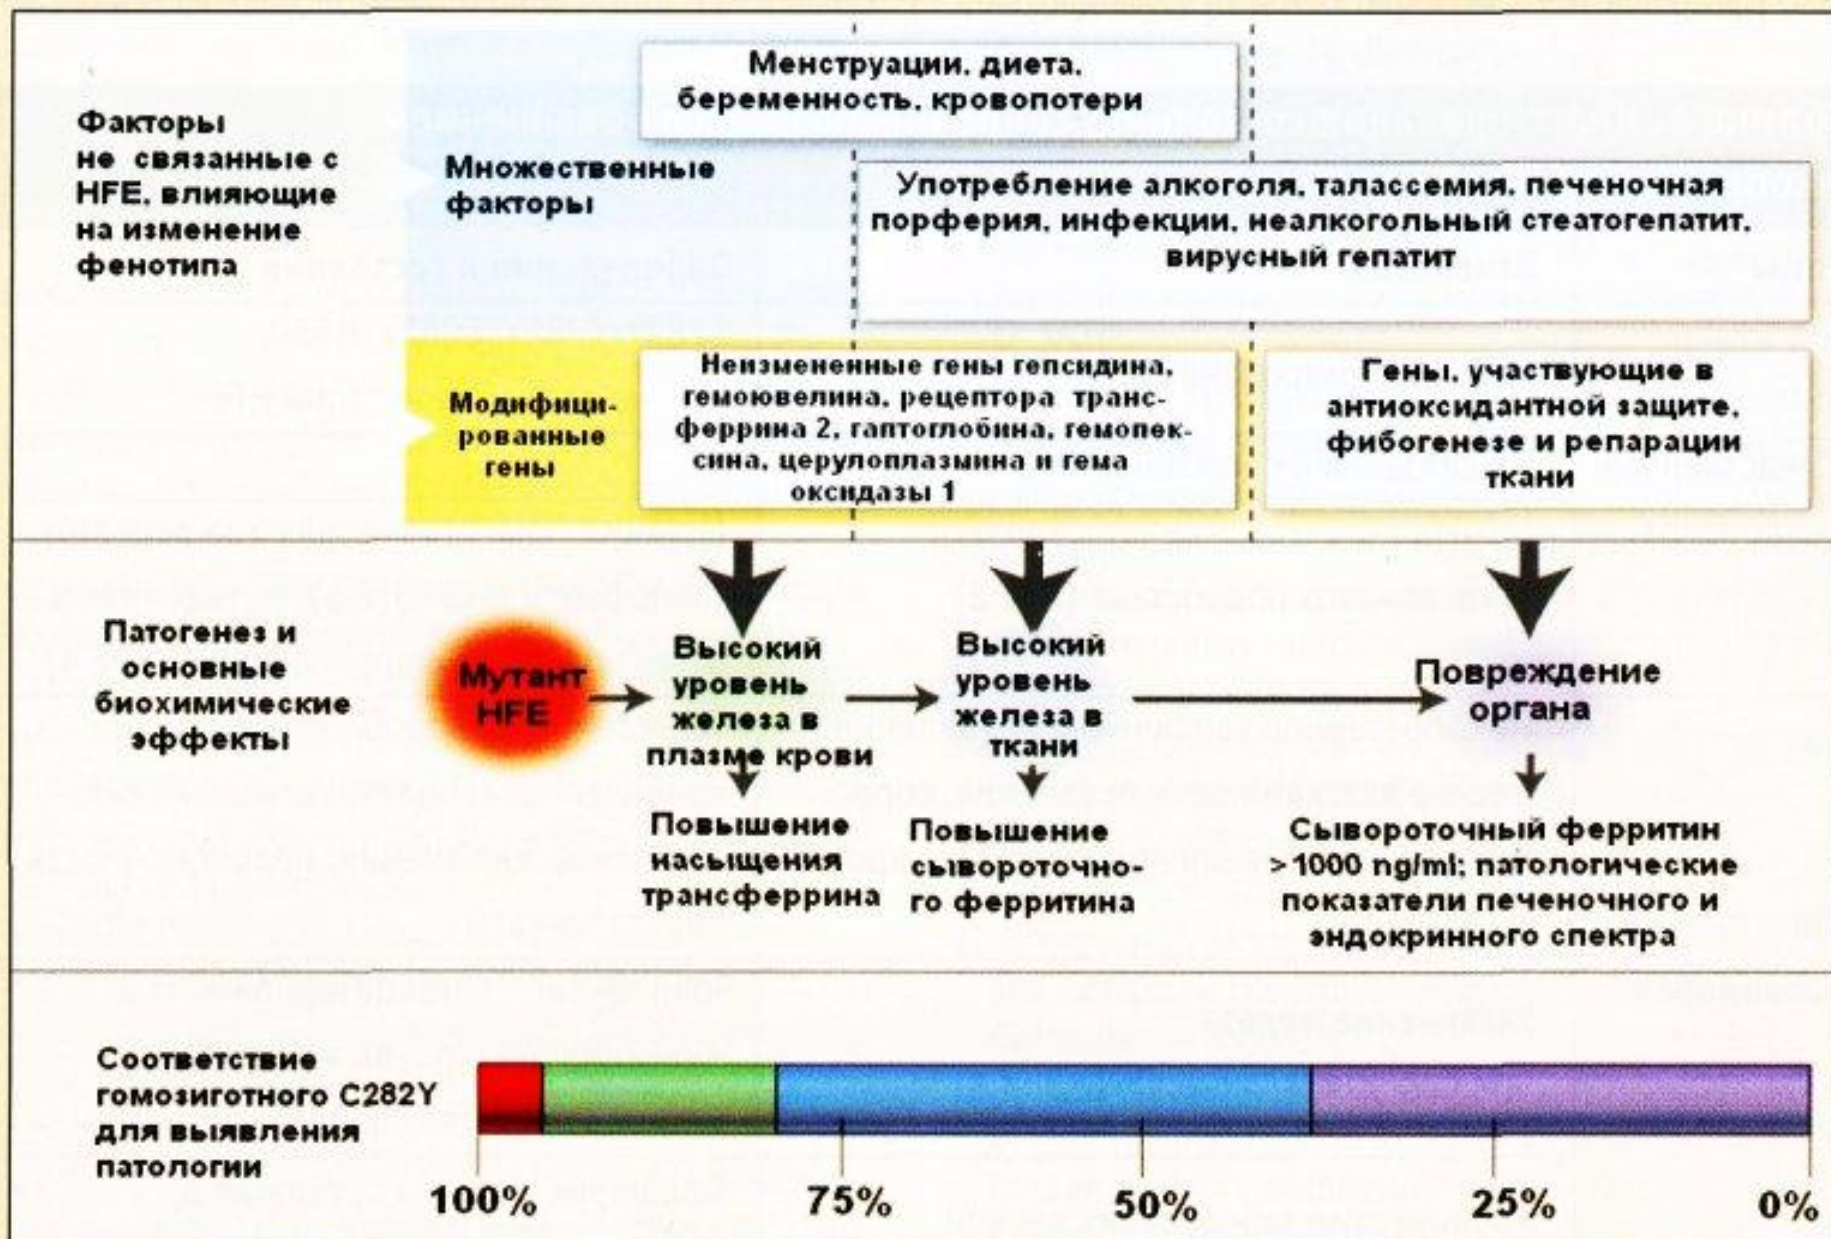 Факторы
не связанные с
HFE, влияющие
на изменение
фенотипа
Множественные
факторы
Менструации, диета,
беременность, кровопотери
Употребление алкоголя, талассемия, печеночная
порферия, инфекции, неалкогольный стеатогепатит,
вирусный гепатит
Модифици-
рованные
гены
Неизмененные гены гепсидина,
гемоювелина, рецептора транс-
феррина 2, гаптоглобина, гемопек-
сина, церулоплазмина и гема
оксидазы 1
Гены, участвующие в
антиоксидантной защите,
фибогенезе и репарации
ткани
Патогенез и
основные
биохимические
эффекты
Мутант
HFE
Высокий
уровень
железа в
плазме крови
Высокий
уровень
железа в
ткани
Повреждение
органа
Повышение
насыщения
трансферрина
Повышение
сывороточно-
го ферритина
Сывороточный ферритин
> 1000 ng/ml; патологические
показатели печеночного и
эндокринного спектра
Соответствие
гомозиготного C282Y
для выявления
патологии
100%
75%
50%
25%
0%